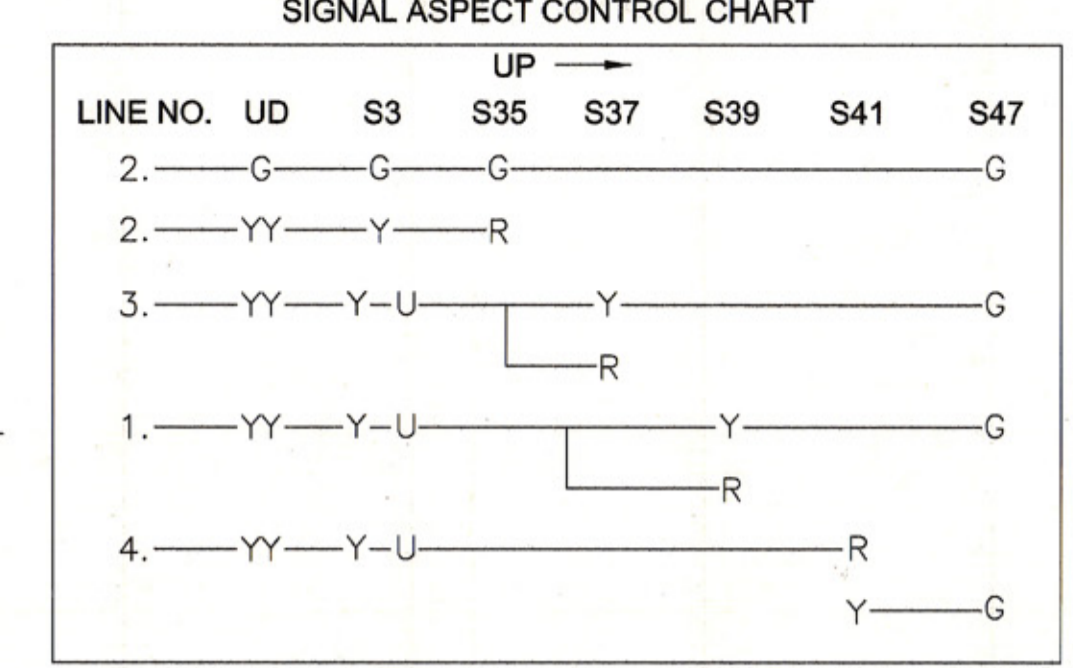 SIGNAL ASPECT CONTROL CHART
UP
LINE NO. UD S3 S35 S37 S39 S41 S47
2. G G G G
2. YY Y R
3. YY Y U Y G
R
1. YY Y U Y G
R
4. YY Y U R
Y G